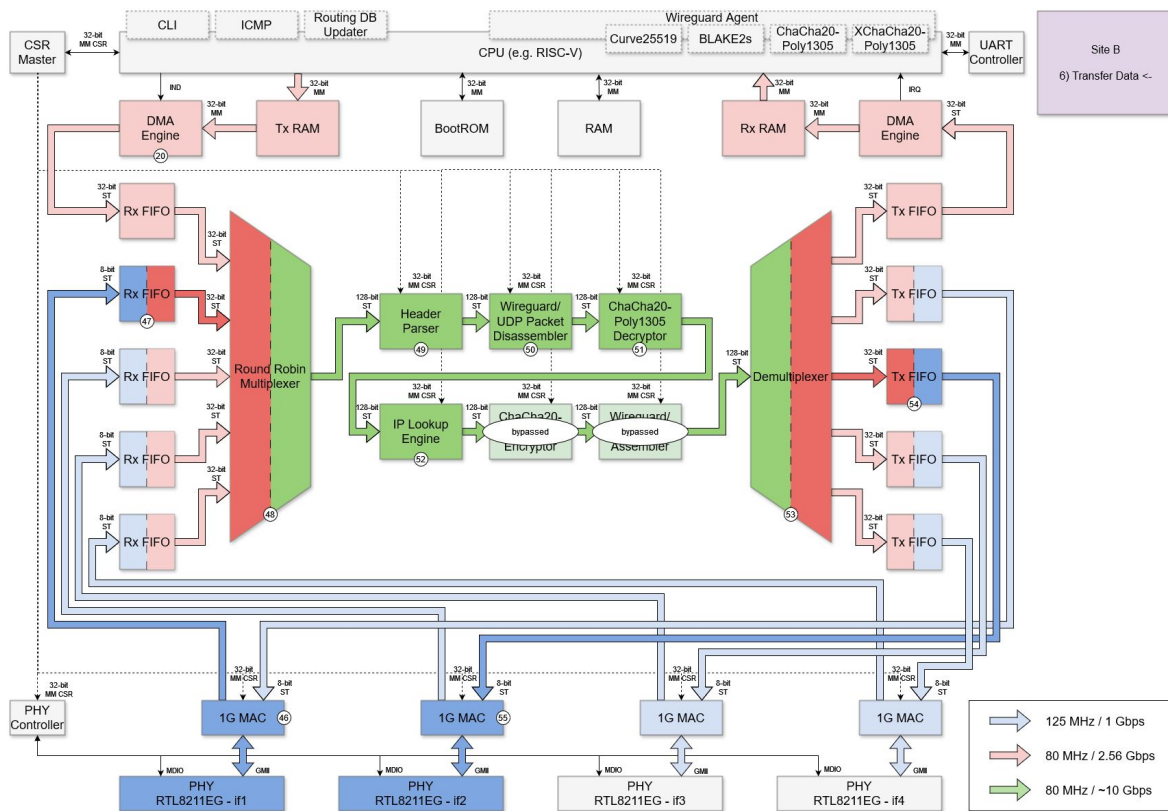 CLI
ICMP
Routing DB
Updater
Wireguard Agent
Curve25519
BLAKE2s
ChaCha20-
Poly1305
XChaCha20-
Poly1305
CSR
Master
32-bit
MM CSR
CPU (e.g. RISC-V)
32-bit
MM
UART
Controller
Site B
6) Transfer Data <-
IND
32-bit
MM
32-bit
MM
32-bit
MM
32-bit
MM
IRQ
32-bit
ST
DMA
Engine
20
32-bit
MM
Tx RAM
BootROM
RAM
Rx RAM
32-bit
MM
DMA
Engine
32-bit
ST
Rx FIFO
32-bit
ST
32-bit
ST
Tx FIFO
8-bit
ST
Rx FIFO
47
32-bit
ST
32-bit
ST
Tx FIFO
8-bit
ST
Rx FIFO
32-bit
ST
32-bit
ST
Tx FIFO
54
8-bit
ST
Rx FIFO
32-bit
ST
32-bit
ST
Tx FIFO
8-bit
ST
Rx FIFO
32-bit
ST
32-bit
ST
Tx FIFO
Round Robin
Multiplexer
48
32-bit
MM CSR
32-bit
MM CSR
32-bit
MM CSR
128-bit
ST
Header
Parser
49
128-bit
ST
Wireguard/
UDP Packet
Disassembler
50
128-bit
ST
ChaCha20-
Poly1305
Decryptor
51
32-bit
MM CSR
32-bit
MM CSR
32-bit
MM CSR
128-bit
ST
IP Lookup
Engine
52
128-bit
ST
ChaCha20-
bypassed
Encryptor
128-bit
ST
Wireguard/
bypassed
Assembler
128-bit
ST
Demultiplexer
53
32-bit
MM CSR
PHY
Controller
32-bit
MM CSR
8-bit
ST
1G MAC
46
32-bit
MM CSR
8-bit
ST
1G MAC
55
32-bit
MM CSR
8-bit
ST
1G MAC
32-bit
MM CSR
8-bit
ST
1G MAC
MDIO
GMII
MDIO
GMII
MDIO
GMII
MDIO
GMII
PHY
RTL8211EG - if1
PHY
RTL8211EG - if2
PHY
RTL8211EG - if3
PHY
RTL8211EG - if4
125 MHz / 1 Gbps
80 MHz / 2.56 Gbps
80 MHz / ~10 Gbps